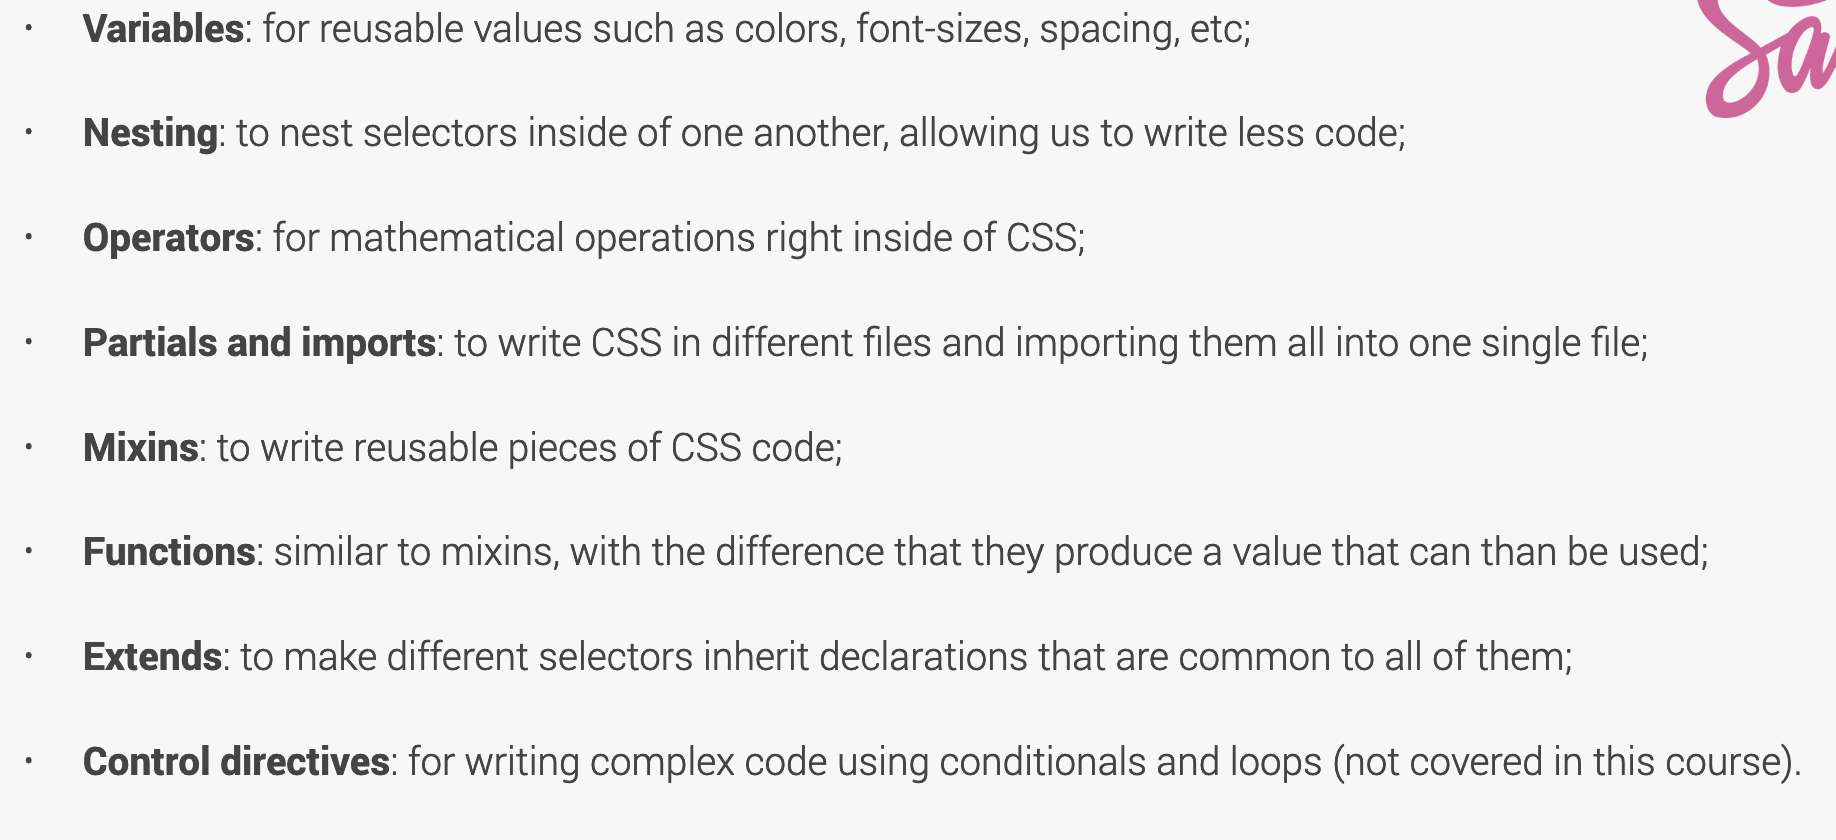 • Variables: for reusable values such as colors, font-sizes, spacing, etc;
• Nesting: to nest selectors inside of one another, allowing us to write less code;
• Operators: for mathematical operations right inside of CSS;
• Partials and imports: to write CSS in different files and importing them all into one single file;
• Mixins: to write reusable pieces of CSS code;
• Functions: similar to mixins, with the difference that they produce a value that can than be used;
• Extends: to make different selectors inherit declarations that are common to all of them;
• Control directives: for writing complex code using conditionals and loops (not covered in this course).